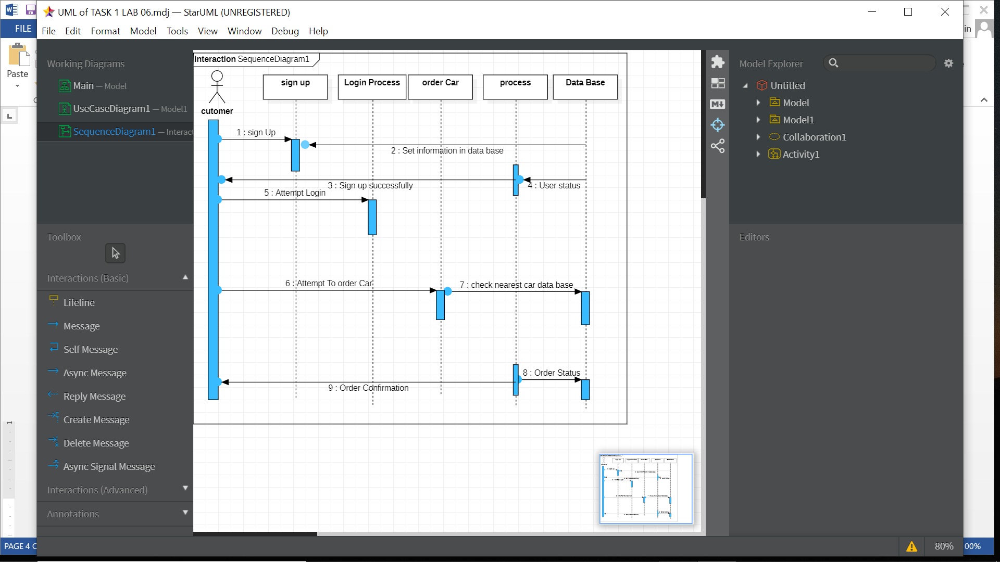 UML of TASK 1 LAB 06.mdj — StarUML (UNREGISTERED)
FILE
in
File Edit Format Model Tools View Window Debug Help
Paste
Working Diagrams
Main — Model
UseCaseDiagram1 — Model1
SequenceDiagram1 — Interact
Toolbox
Interactions (Basic)
Lifeline
Message
Self Message
Async Message
Reply Message
Create Message
Delete Message
Async Signal Message
Interactions (Advanced)
Annotations
interaction SequenceDiagram1
cutomer
sign up
Login Process
order Car
process
Data Base
1 : sign Up
2 : Set information in data base
3 : Sign up successfully
4 : User status
5 : Attempt Login
6 : Attempt To order Car
7 : check nearest car data base
8 : Order Status
9 : Order Confirmation
Model Explorer
Untitled
Model
Model1
Collaboration1
Activity1
Editors
1
PAGE 4
80%
00%